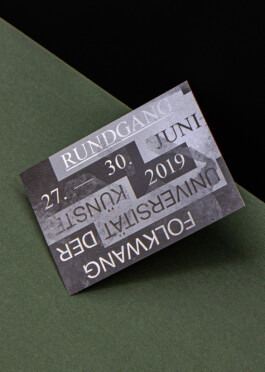 RUNDGANG
27. — 30. JUNI
2019
FOLKWANG
UNIVERSITÄT DER
KÜNSTE